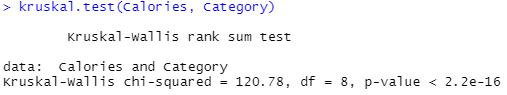 > kruskal.test(Calories, Category)
Kruskal-Wallis rank sum test
data:  Calories and Category
Kruskal-Wallis chi-squared = 120.78, df = 8, p-value < 2.2e-16